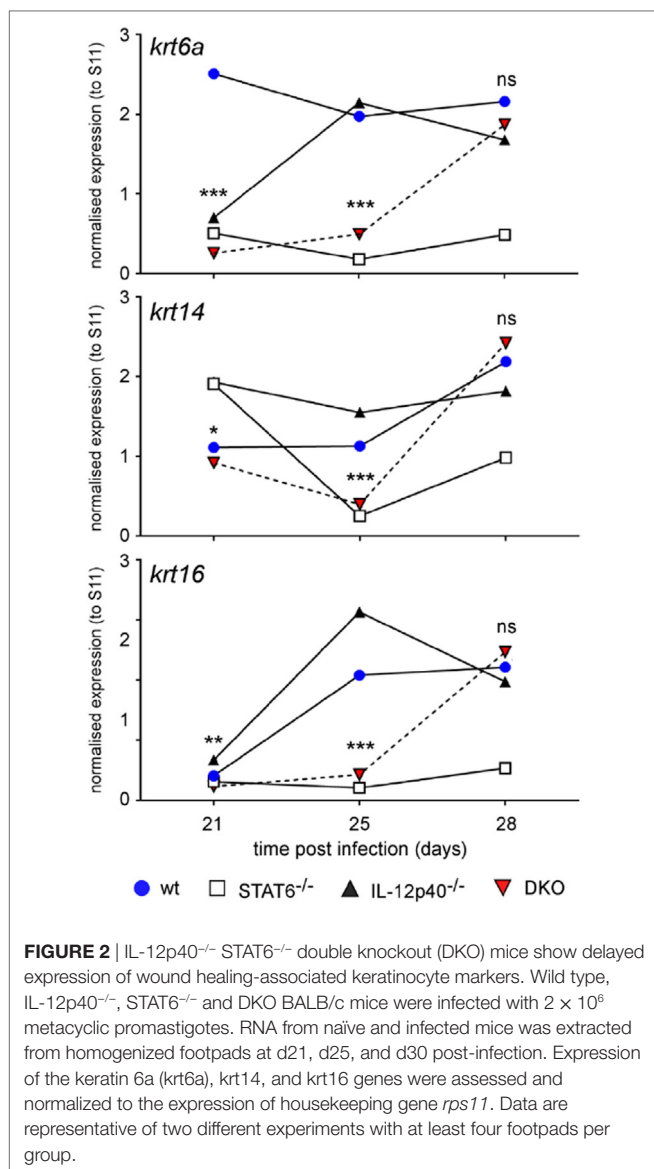 3
krt6a
ns
2
***
***
1
0
normalised expression (to S11)
3
krt14
ns
2
*
1
***
0
normalised expression (to S11)
3
krt16
ns
2
1
**
***
0
normalised expression (to S11)
21 25 28
time post infection (days)
wt STAT6⁻/⁻ IL-12p40⁻/⁻ DKO
FIGURE 2 | IL-12p40⁻/⁻ STAT6⁻/⁻ double knockout (DKO) mice show delayed
expression of wound healing-associated keratinocyte markers. Wild type,
IL-12p40⁻/⁻, STAT6⁻/⁻ and DKO BALB/c mice were infected with 2 × 10⁶
metacyclic promastigotes. RNA from naïve and infected mice was extracted
from homogenized footpads at d21, d25, and d30 post-infection. Expression
of the keratin 6a (krt6a), krt14, and krt16 genes were assessed and
normalized to the expression of housekeeping gene rps11. Data are
representative of two different experiments with at least four footpads per
group.